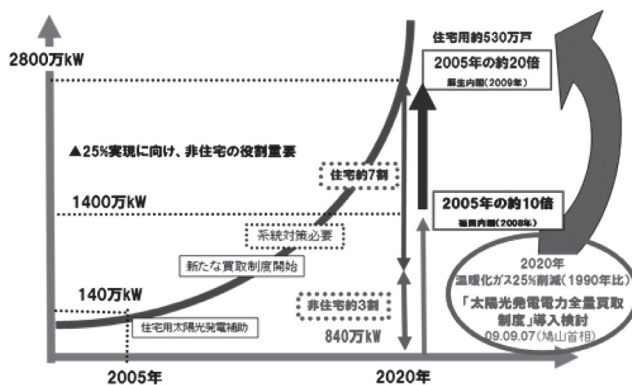 2800万kW
住宅用約530万戸
2005年の約20倍
麻生内閣(2009年)
▲25%実現に向け、非住宅の役割重要
住宅約7割
1400万kW
2005年の約10倍
福田内閣(2008年)
系統対策必要
新たな買取制度開始
2020年
温暖化ガス25%削減(1990年比)
「太陽光発電電力全量買取
制度」導入検討
09.09.07(鳩山首相)
140万kW
非住宅約3割
住宅用太陽光発電補助
840万kW
2005年
2020年